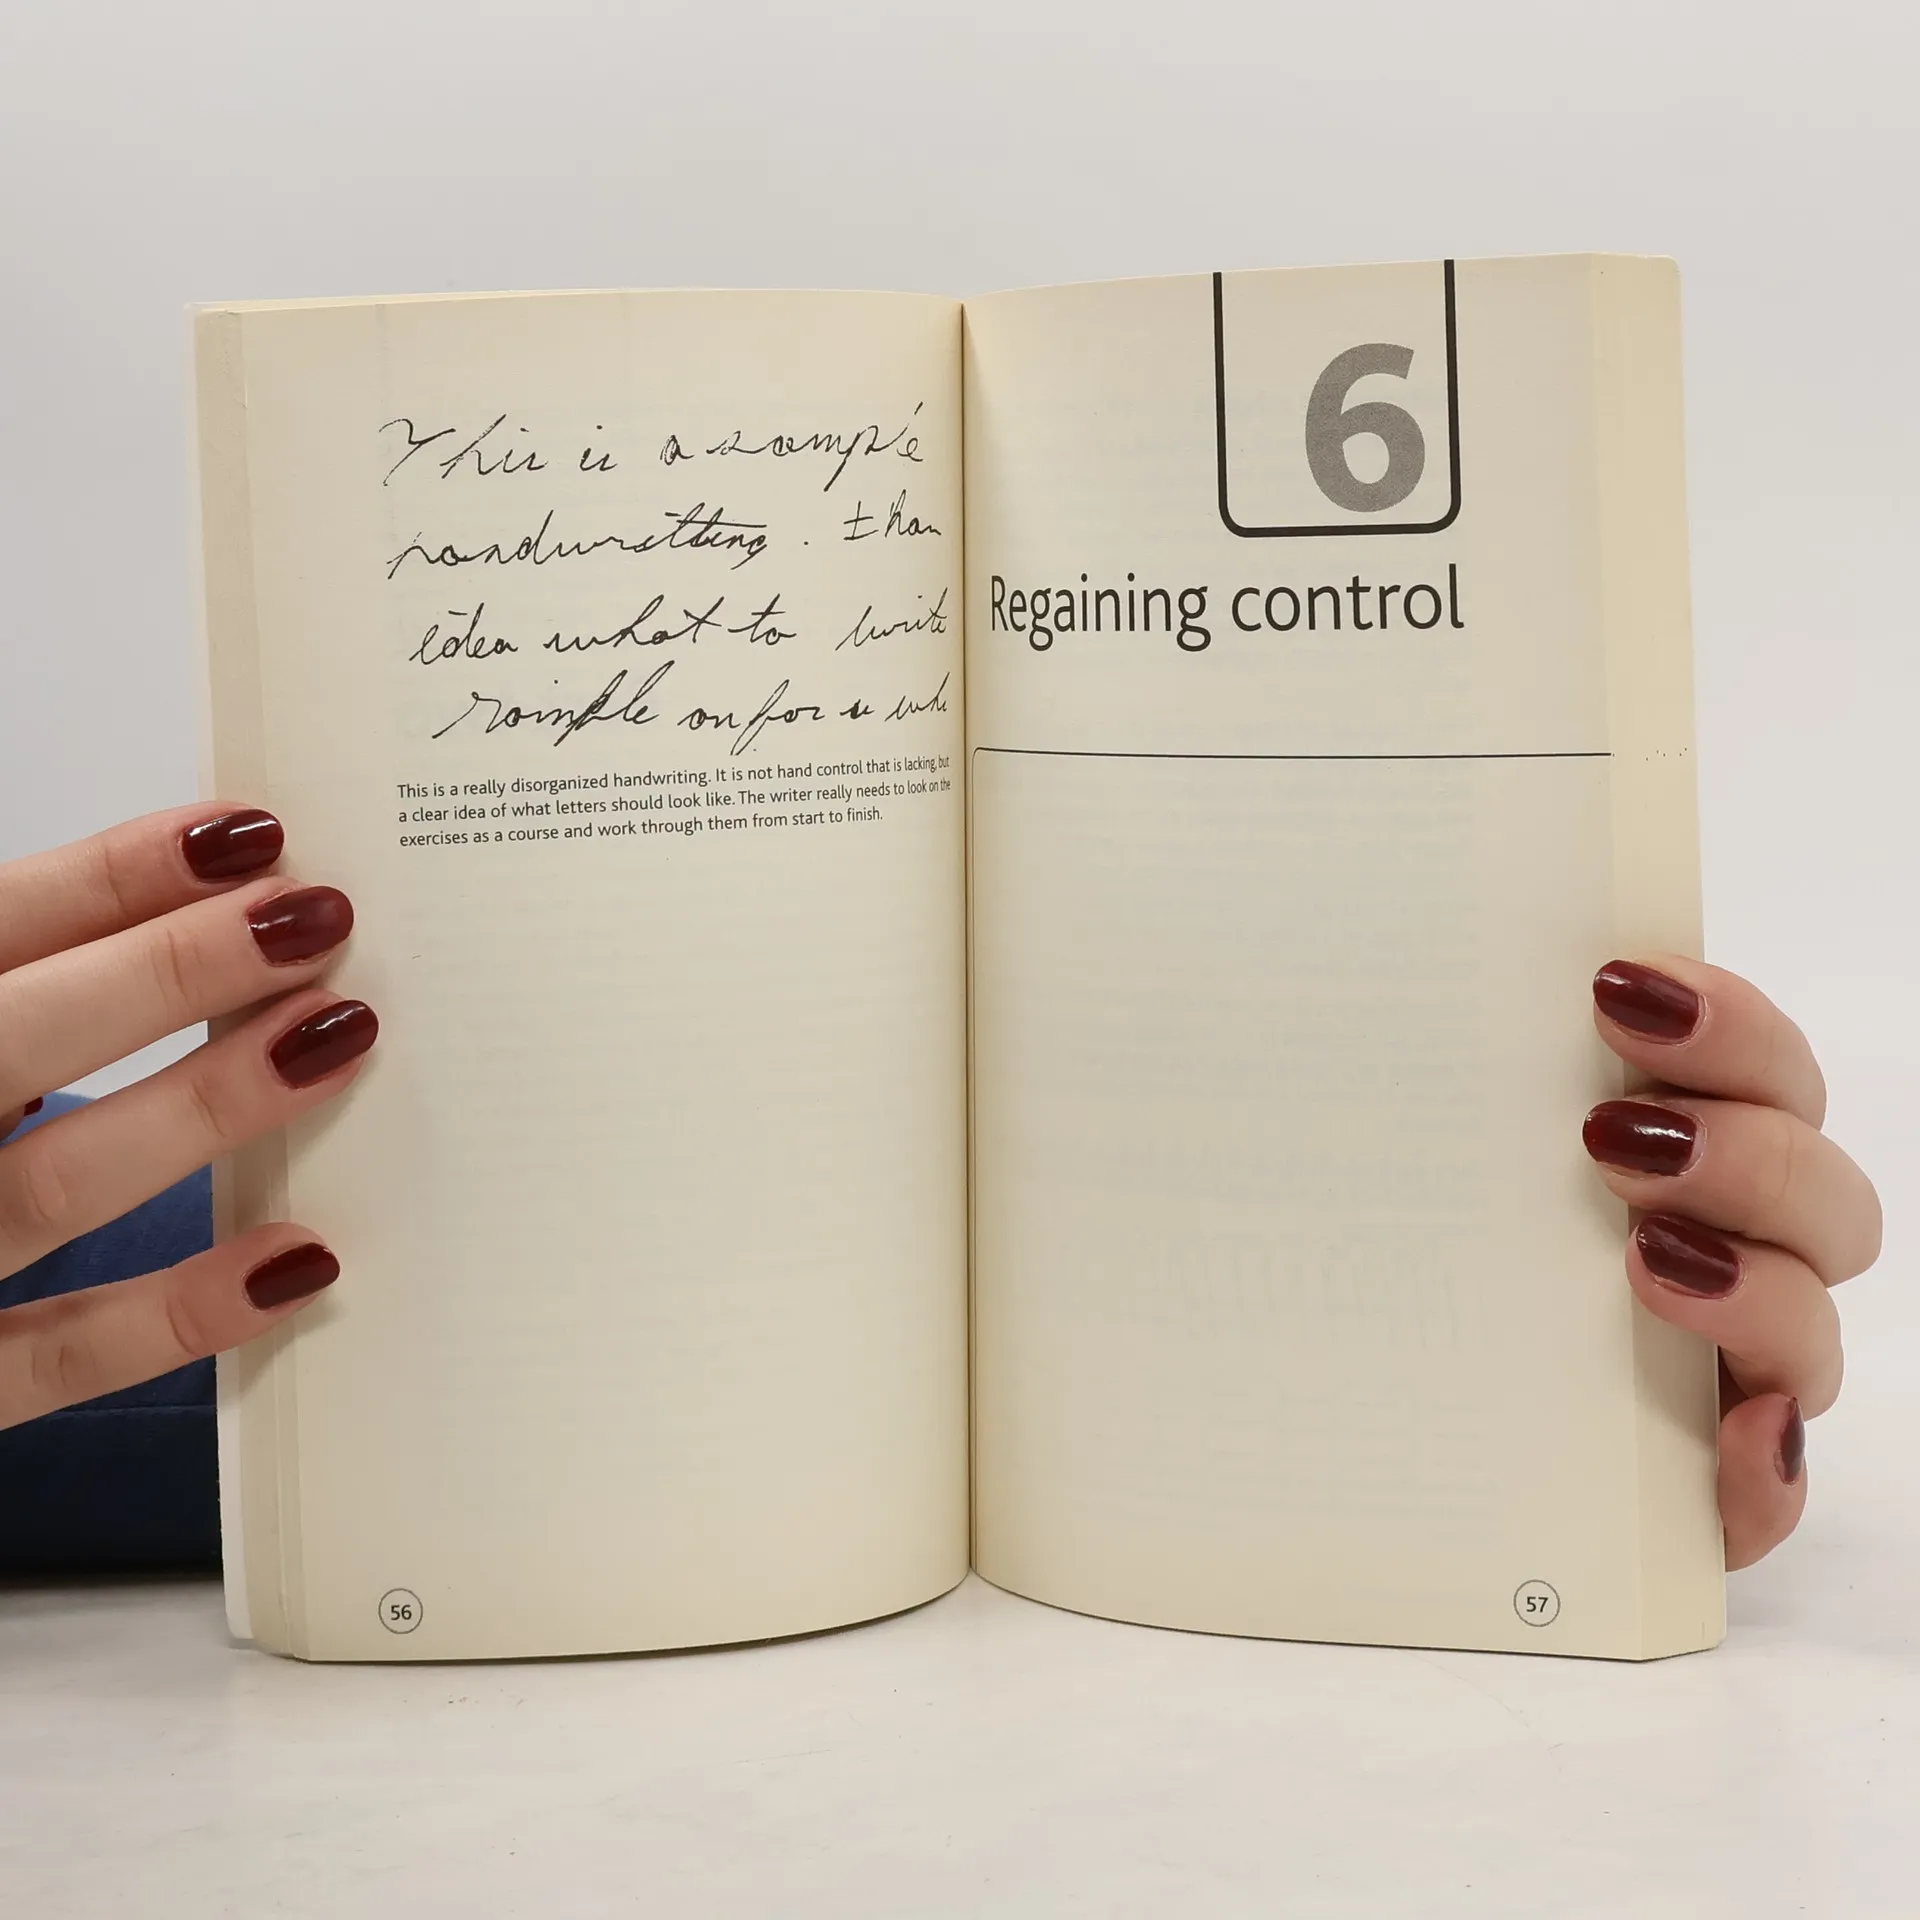 This is a sample
handwritting. I
idea what to write
sample on for a
This is a really disorganized handwriting. It is not hand control that is lacking, but
a clear idea of what letters should look like. The writer really needs to look on the
exercises as a course and work through them from start to finish.
56
6
Regaining control
57